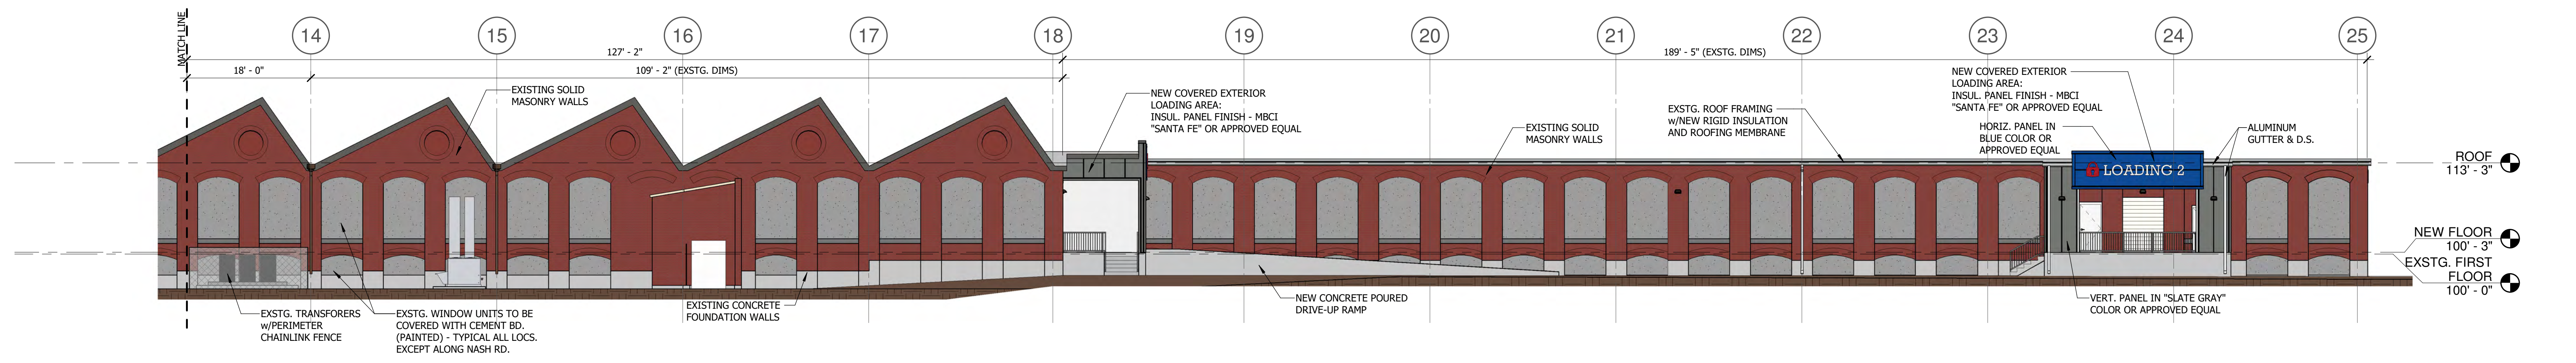 MATCH LINE
14
15
16
17
18
19
20
21
22
23
24
25
127' - 2"
189' - 5" (EXSTG. DIMS)
18' - 0"
109' - 2" (EXSTG. DIMS)
EXISTING SOLID
MASONRY WALLS
NEW COVERED EXTERIOR
LOADING AREA:
INSUL. PANEL FINISH - MBCI
"SANTA FE" OR APPROVED EQUAL
EXISTING SOLID
MASONRY WALLS
EXSTG. ROOF FRAMING
w/NEW RIGID INSULATION
AND ROOFING MEMBRANE
NEW COVERED EXTERIOR
LOADING AREA:
INSUL. PANEL FINISH - MBCI
"SANTA FE" OR APPROVED EQUAL
HORIZ. PANEL IN
BLUE COLOR OR
APPROVED EQUAL
ALUMINUM
GUTTER & D.S.
LOADING 2
ROOF
113' - 3"
NEW FLOOR
100' - 3"
EXSTG. FIRST
FLOOR
100' - 0"
EXSTG. TRANSFORERS
w/PERIMETER
CHAINLINK FENCE
EXSTG. WINDOW UNITS TO BE
COVERED WITH CEMENT BD.
(PAINTED) - TYPICAL ALL LOCS.
EXCEPT ALONG NASH RD.
EXISTING CONCRETE
FOUNDATION WALLS
NEW CONCRETE POURED
DRIVE-UP RAMP
VERT. PANEL IN "SLATE GRAY"
COLOR OR APPROVED EQUAL